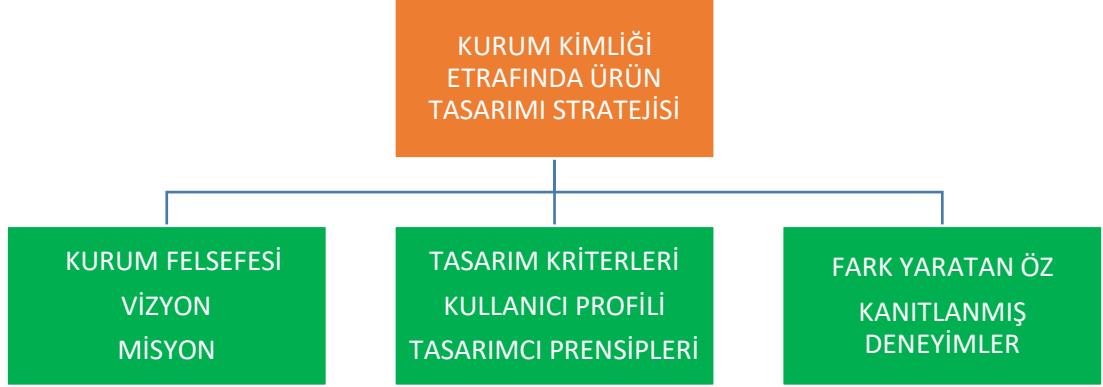 KURUM KİMLİĞİ
ETRAFINDA ÜRÜN
TASARIMI STRATEJİSİ
KURUM FELSEFESİ
VİZYON
MİSYON
TASARIM KRİTERLERİ
KULLANICI PROFİLİ
TASARIMCI PRENSİPLERİ
FARK YARATAN ÖZ
KANITLANMIŞ
DENEYİMLER